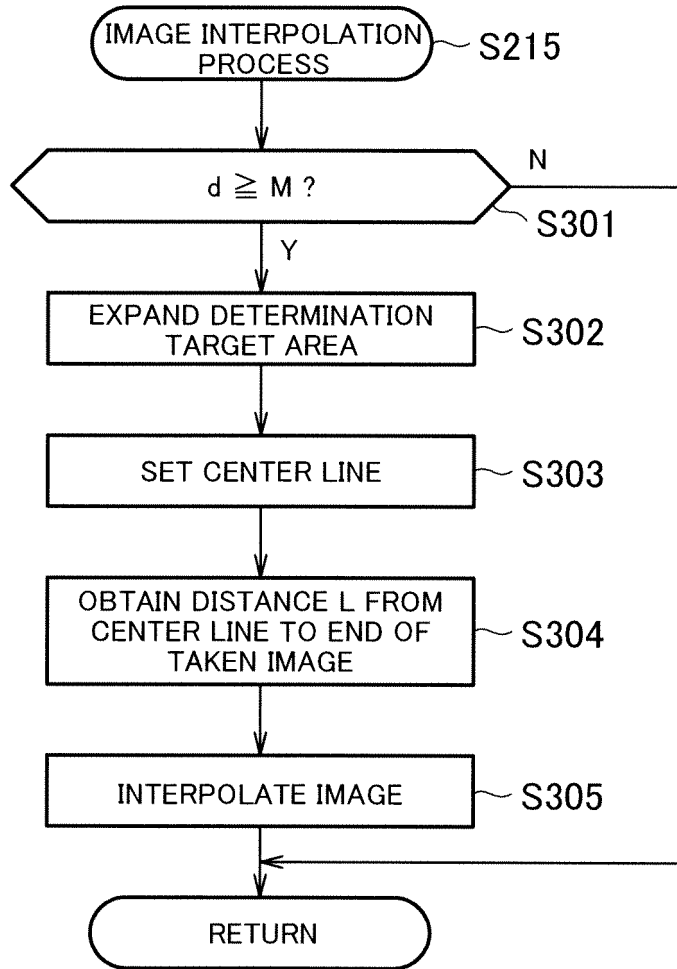 IMAGE INTERPOLATION
PROCESS
S215
d ≧ M ?
N
S301
Y
EXPAND DETERMINATION
TARGET AREA
S302
SET CENTER LINE
S303
OBTAIN DISTANCE L FROM
CENTER LINE TO END OF
TAKEN IMAGE
S304
INTERPOLATE IMAGE
S305
RETURN